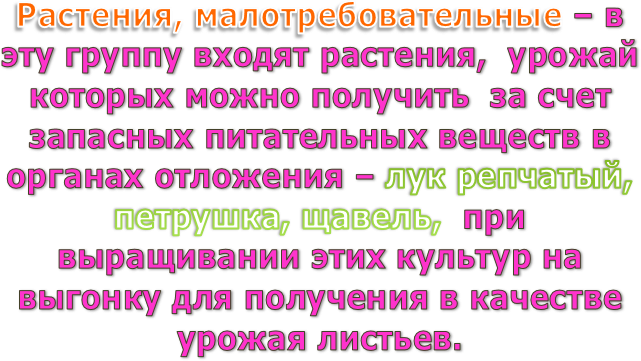 Растения, малотребовательные – в
эту группу входят растения, урожай
которых можно получить за счет
запасных питательных веществ в
органах отложения – лук репчатый,
петрушка, щавель, при
выращивании этих культур на
выгонку для получения в качестве
урожая листьев.